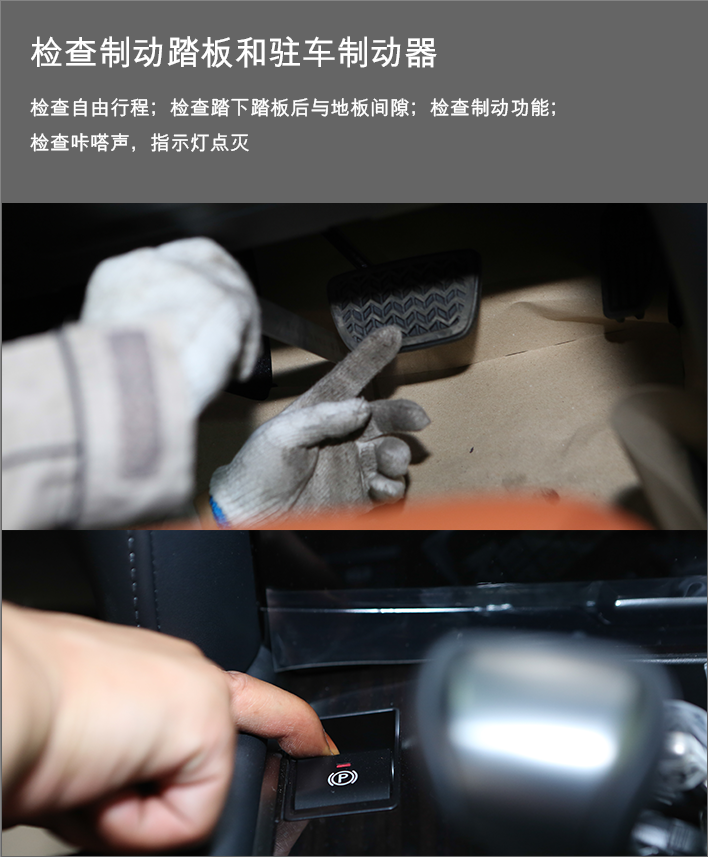 检查制动踏板和驻车制动器
检查自由行程；检查踏下踏板后与地板间隙；检查制动功能；
检查咔嗒声，指示灯点灭
P